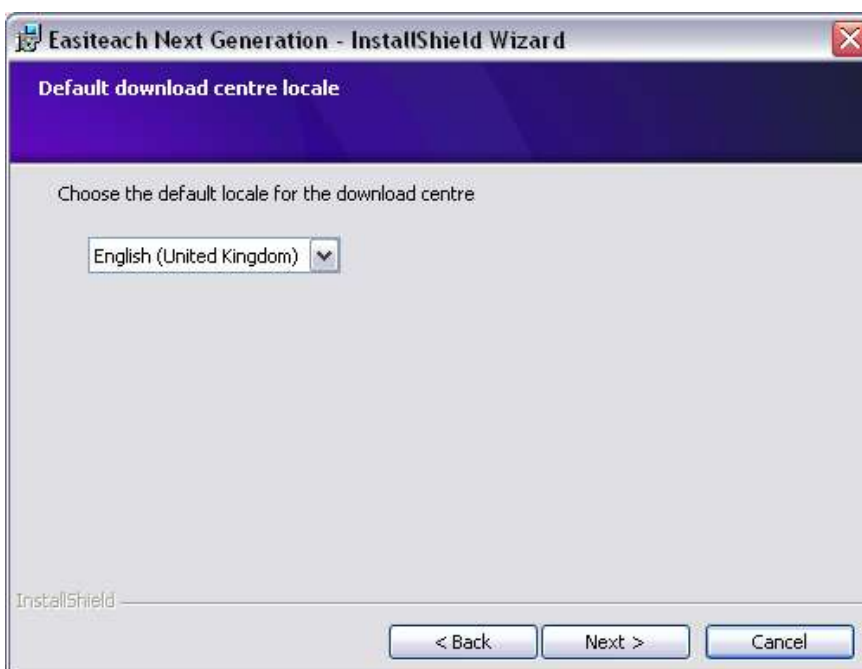 Easiteach Next Generation - InstallShield Wizard
Default download centre locale
Choose the default locale for the download centre
English (United Kingdom)
InstallShield
< Back Next > Cancel